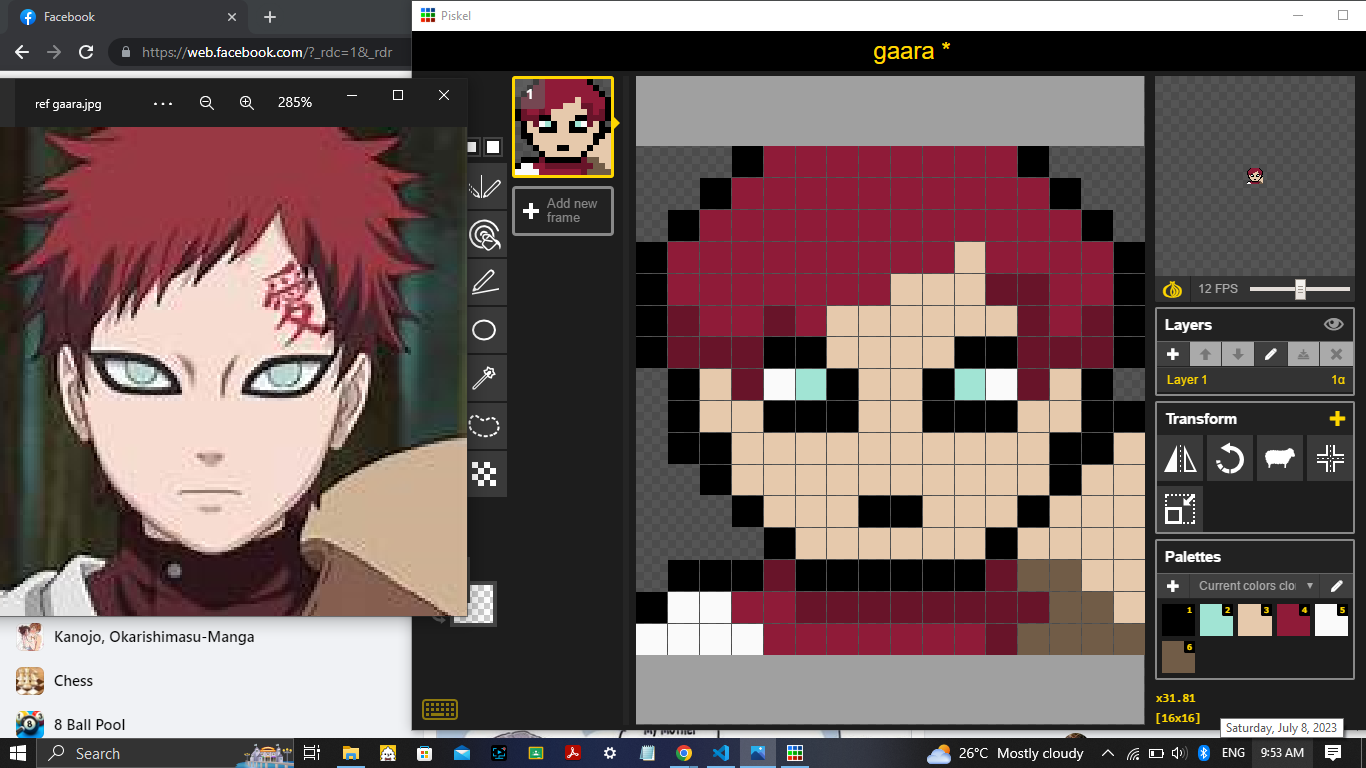 Facebook
Piskel
https://web.facebook.com/?_rdc=1&_rdr
gaara *
ref gaara.jpg
285%
1
Add new
frame
愛
12 FPS
Layers
Layer 1
1α
Transform
Palettes
Current colors clo
1
2
3
4
5
6
Kanojo, Okarishimasu-Manga
Chess
8 Ball Pool
x31.81
[16x16]
My Mother
Saturday, July 8, 2023
Search
26°C Mostly cloudy
ENG
9:53 AM